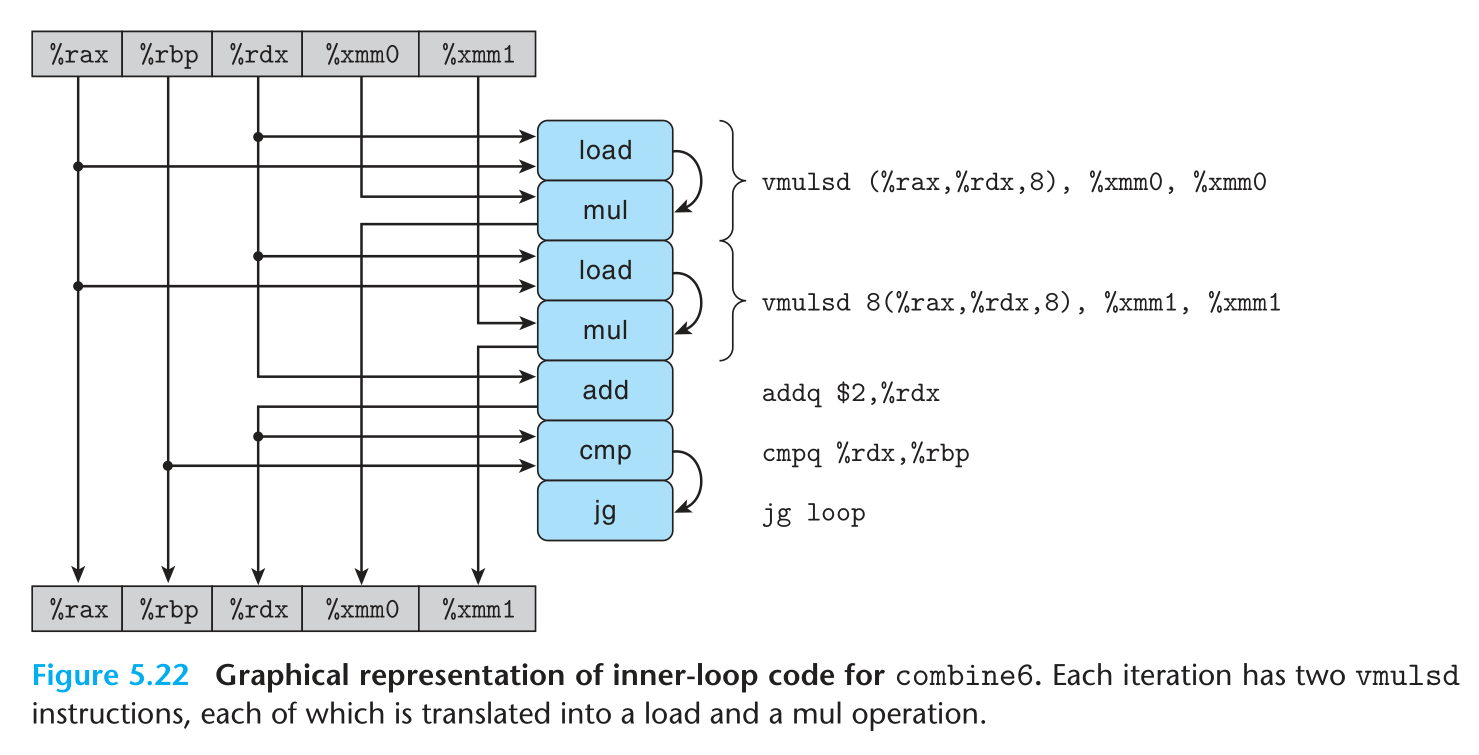 %rax %rbp %rdx %xmm0 %xmm1
load
vmulsd (%rax,%rdx,8), %xmm0, %xmm0
mul
load
vmulsd 8(%rax,%rdx,8), %xmm1, %xmm1
mul
add
addq $2,%rdx
cmp
cmpq %rdx,%rbp
jg
jg loop
%rax %rbp %rdx %xmm0 %xmm1
Figure 5.22 Graphical representation of inner-loop code for combine6. Each iteration has two vmulsd
instructions, each of which is translated into a load and a mul operation.